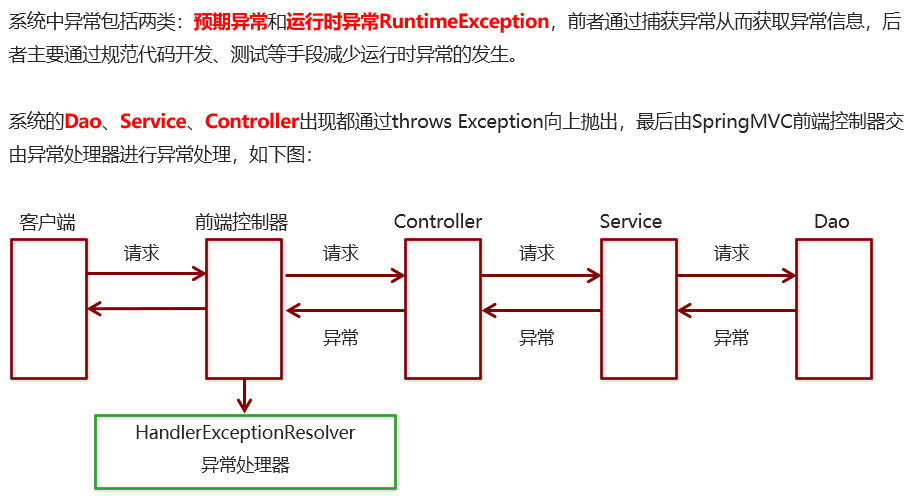 系统中异常包括两类：预期异常和运行时异常RuntimeException，前者通过捕获异常从而获取异常信息，后
者主要通过规范代码开发、测试等手段减少运行时异常的发生。
系统的Dao、Service、Controller出现都通过throws Exception向上抛出，最后由SpringMVC前端控制器交
由异常处理器进行异常处理，如下图：
客户端 前端控制器 Controller Service Dao
请求 请求 请求 请求
异常 异常 异常
HandlerExceptionResolver
异常处理器